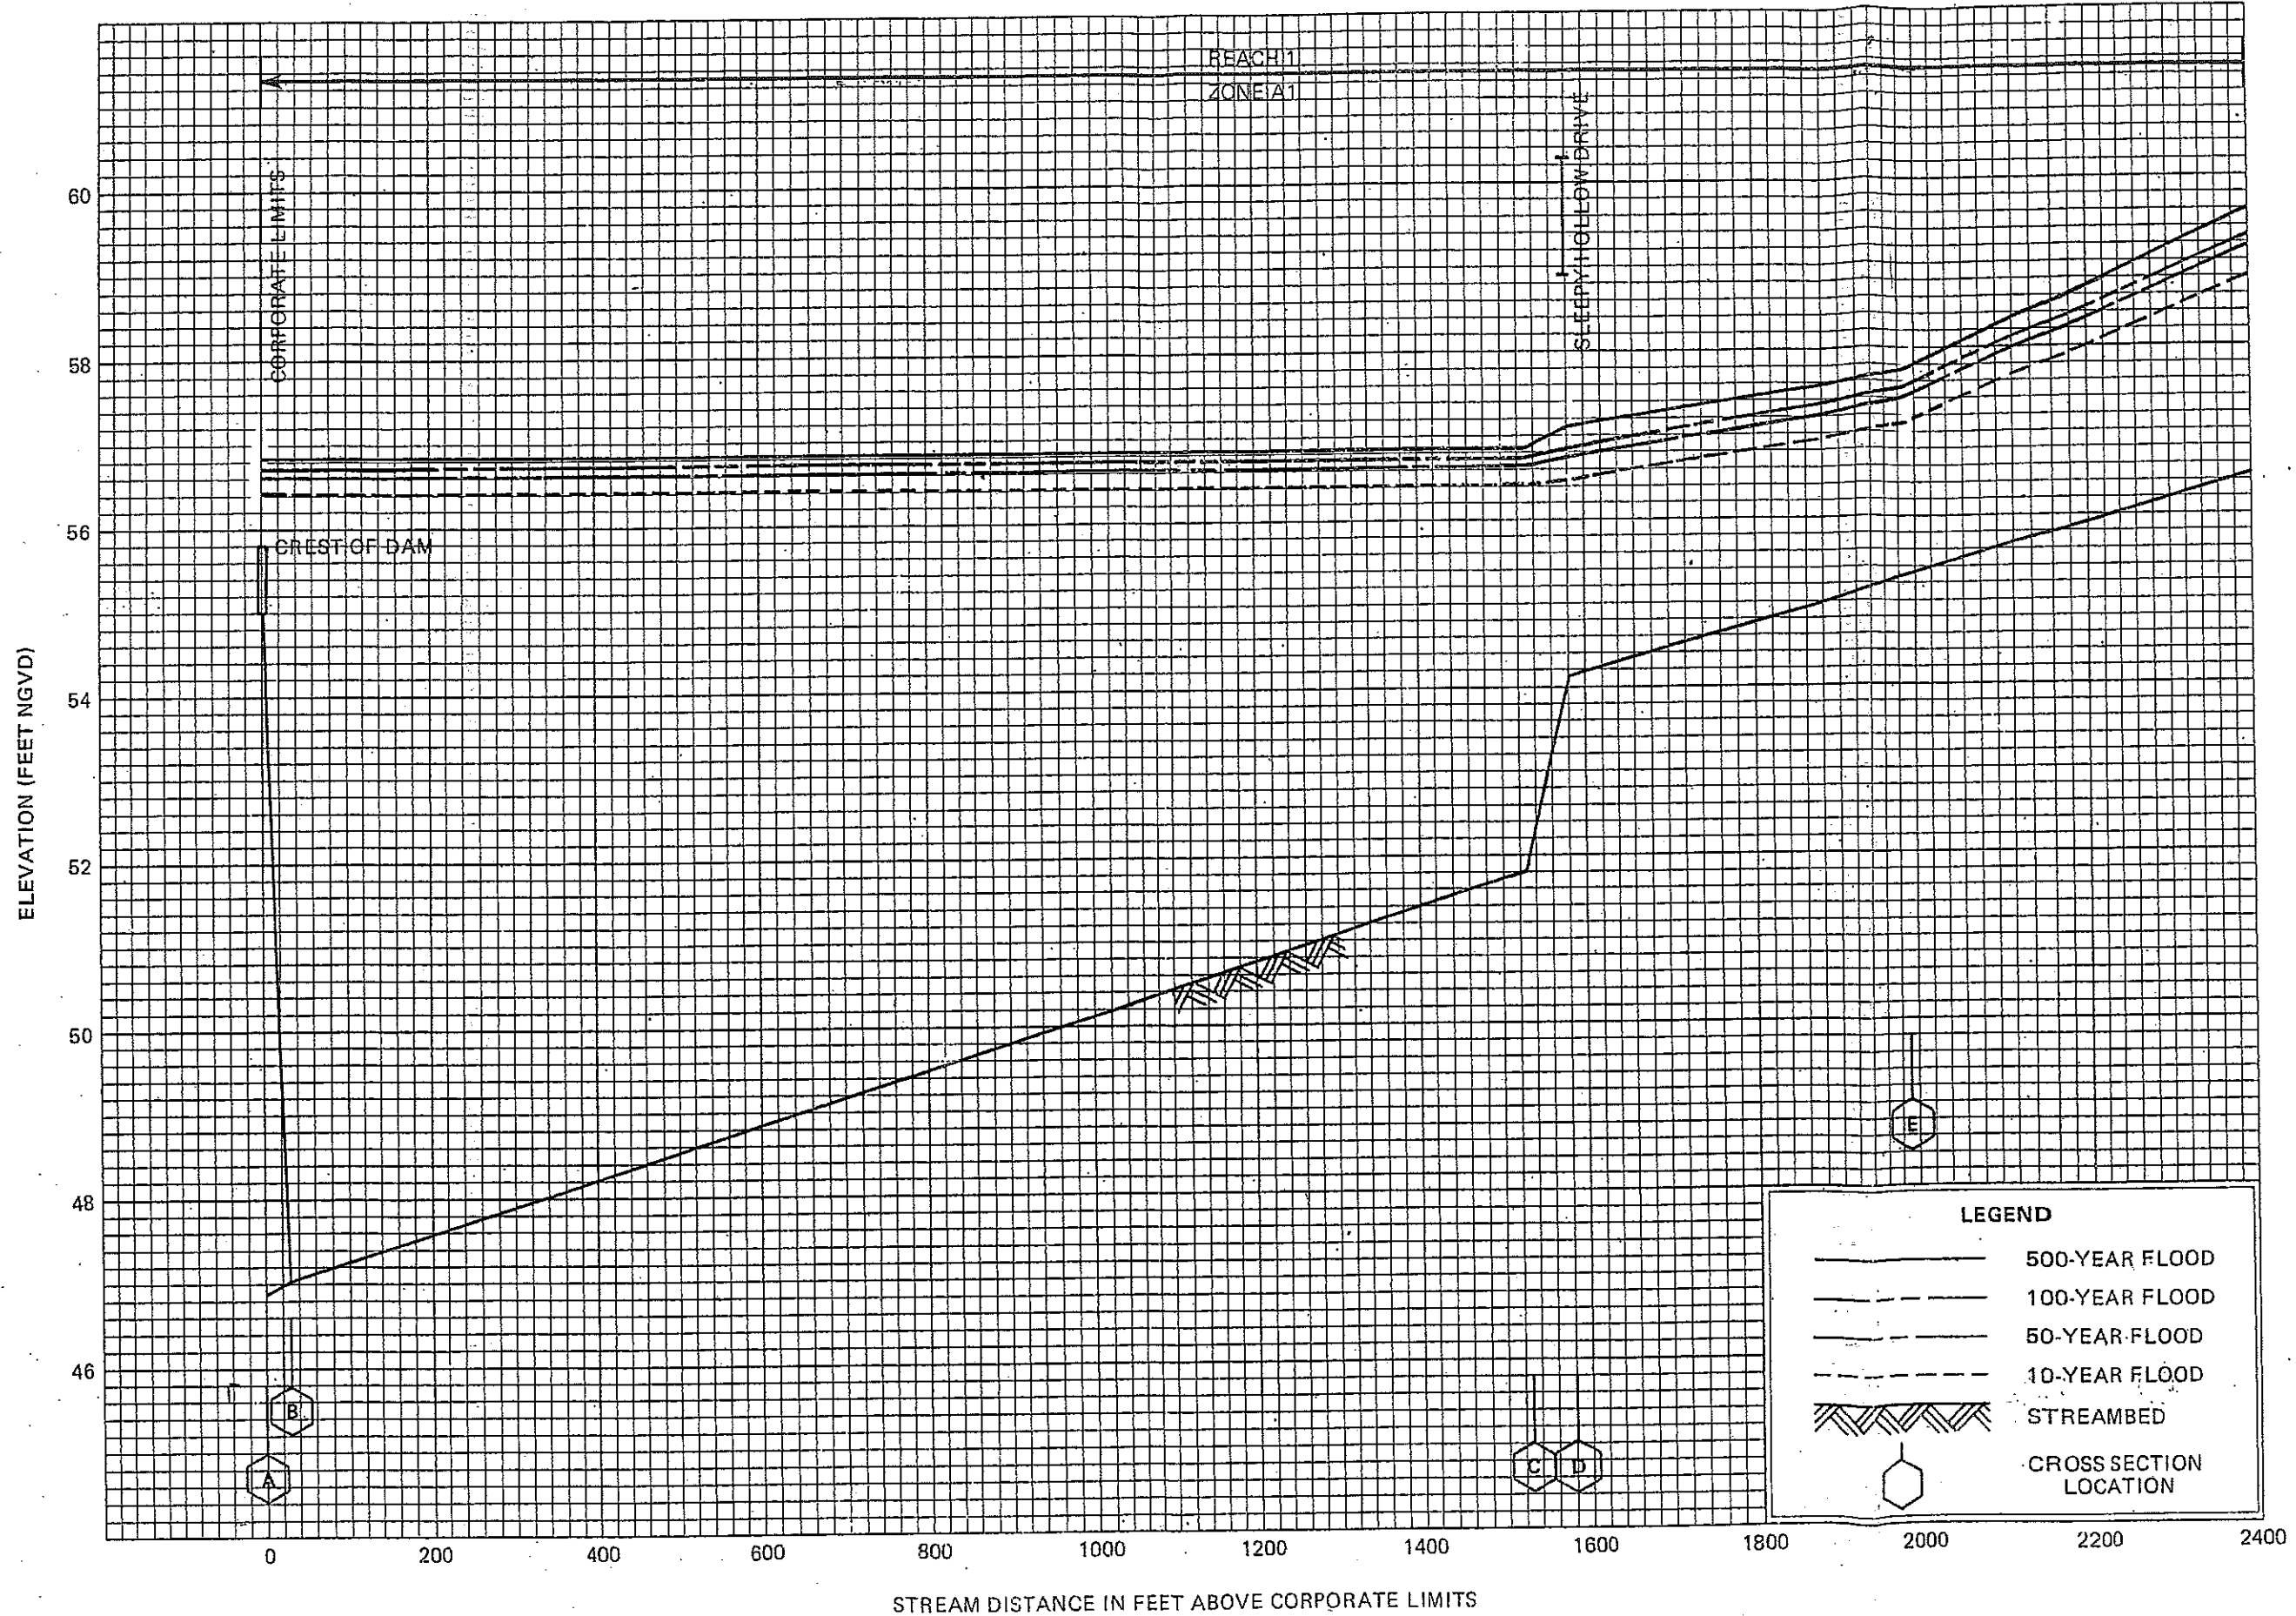 REACH 1
ZONE A1
CORPORATE LIMITS
SLEEPY HOLLOW DRIVE
CREST OF DAM
ELEVATION (FEET NGVD)
60
58
56
54
52
50
48
46
A
B
C
D
E
LEGEND
500-YEAR FLOOD
100-YEAR FLOOD
50-YEAR FLOOD
10-YEAR FLOOD
STREAMBED
CROSS SECTION
LOCATION
0 200 400 600 800 1000 1200 1400 1600 1800 2000 2200 2400
STREAM DISTANCE IN FEET ABOVE CORPORATE LIMITS